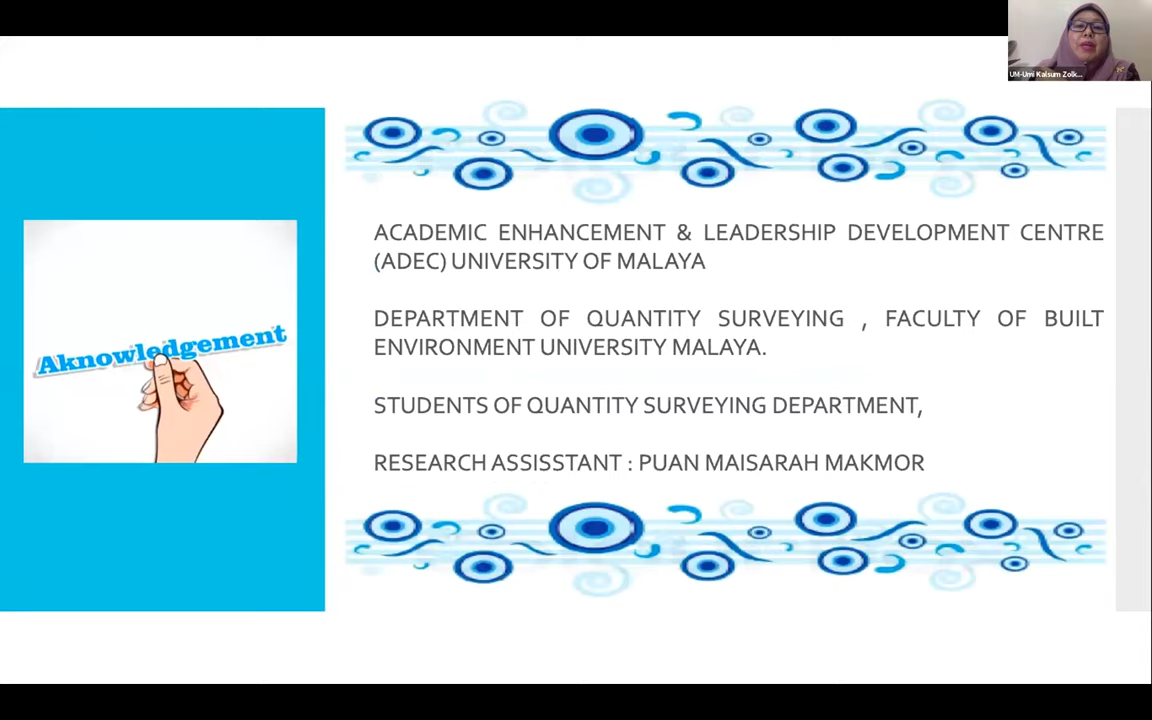 UM-Umi Kalsum Zolk...
Aknowledgement
ACADEMIC ENHANCEMENT & LEADERSHIP DEVELOPMENT CENTRE
(ADEC) UNIVERSITY OF MALAYA
DEPARTMENT OF QUANTITY SURVEYING , FACULTY OF BUILT
ENVIRONMENT UNIVERSITY MALAYA.
STUDENTS OF QUANTITY SURVEYING DEPARTMENT,
RESEARCH ASSISSTANT : PUAN MAISARAH MAKMOR